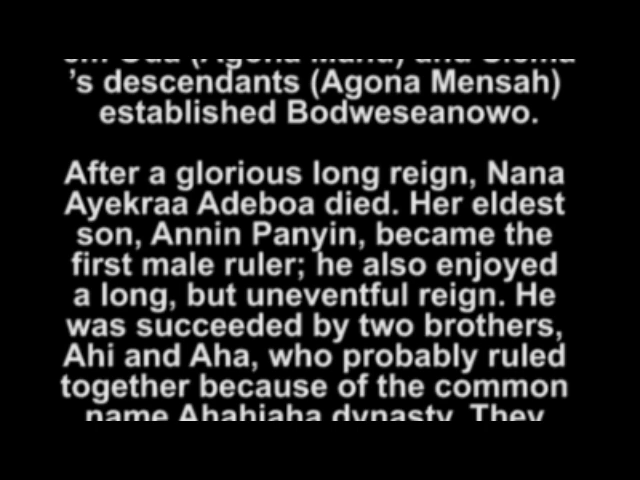 's descendants (Agona Mensah)
established Bodweseanowo.
After a glorious long reign, Nana
Ayekraa Adeboa died. Her eldest
son, Annin Panyin, became the
first male ruler; he also enjoyed
a long, but uneventful reign. He
was succeeded by two brothers,
Ahi and Aha, who probably ruled
together because of the common
name Ahahiaha dynasty. They